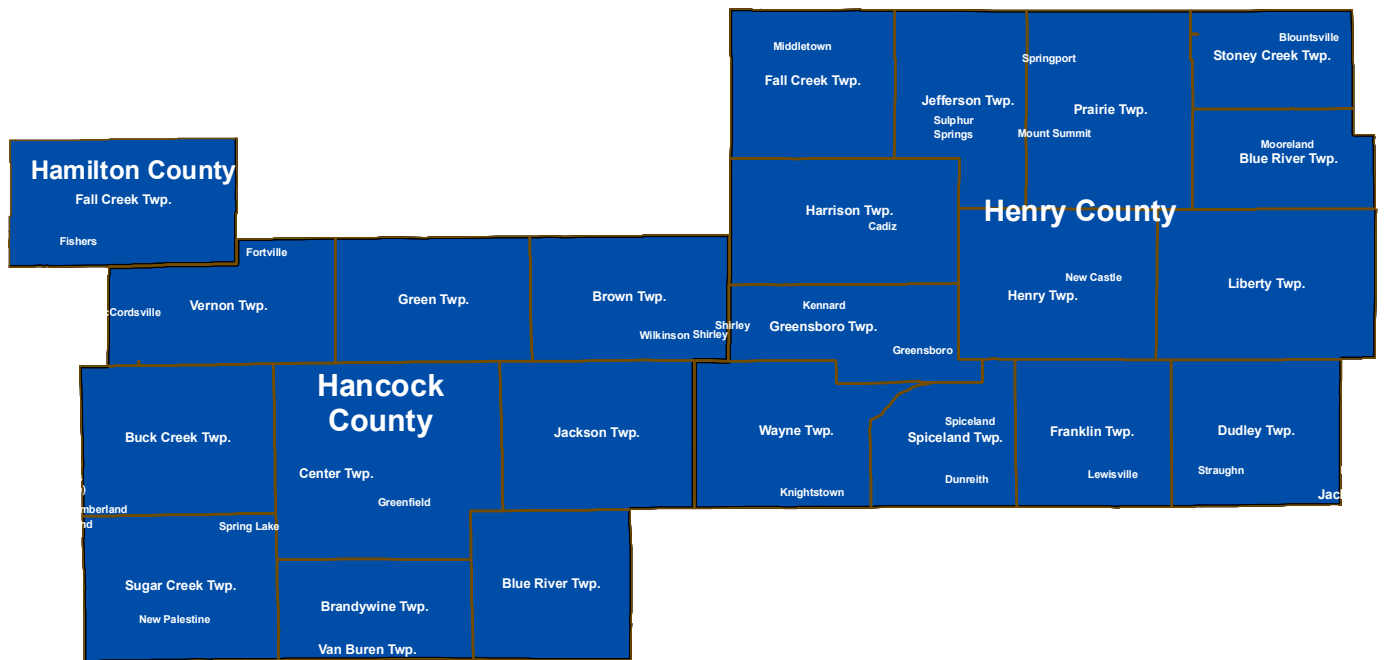 Middletown
Fall Creek Twp.
Springport
Blountsville
Stoney Creek Twp.
Jefferson Twp.
Sulphur
Springs
Prairie Twp.
Mount Summit
Mooreland
Blue River Twp.
Hamilton County
Fall Creek Twp.
Fishers
Harrison Twp.
Cadiz
Henry County
Fortville
Vernon Twp.
Cordsville
Green Twp.
Brown Twp.
Wilkinson
Shirley
Shirley
Kennard
Greensboro Twp.
Greensboro
New Castle
Henry Twp.
Liberty Twp.
Hancock
County
Buck Creek Twp.
Center Twp.
Greenfield
Jackson Twp.
Wayne Twp.
Knightstown
Spiceland
Spiceland Twp.
Dunreith
Franklin Twp.
Lewisville
Dudley Twp.
Straughn
Jac
mberland
nd
Spring Lake
Sugar Creek Twp.
New Palestine
Brandywine Twp.
Van Buren Twp.
Blue River Twp.